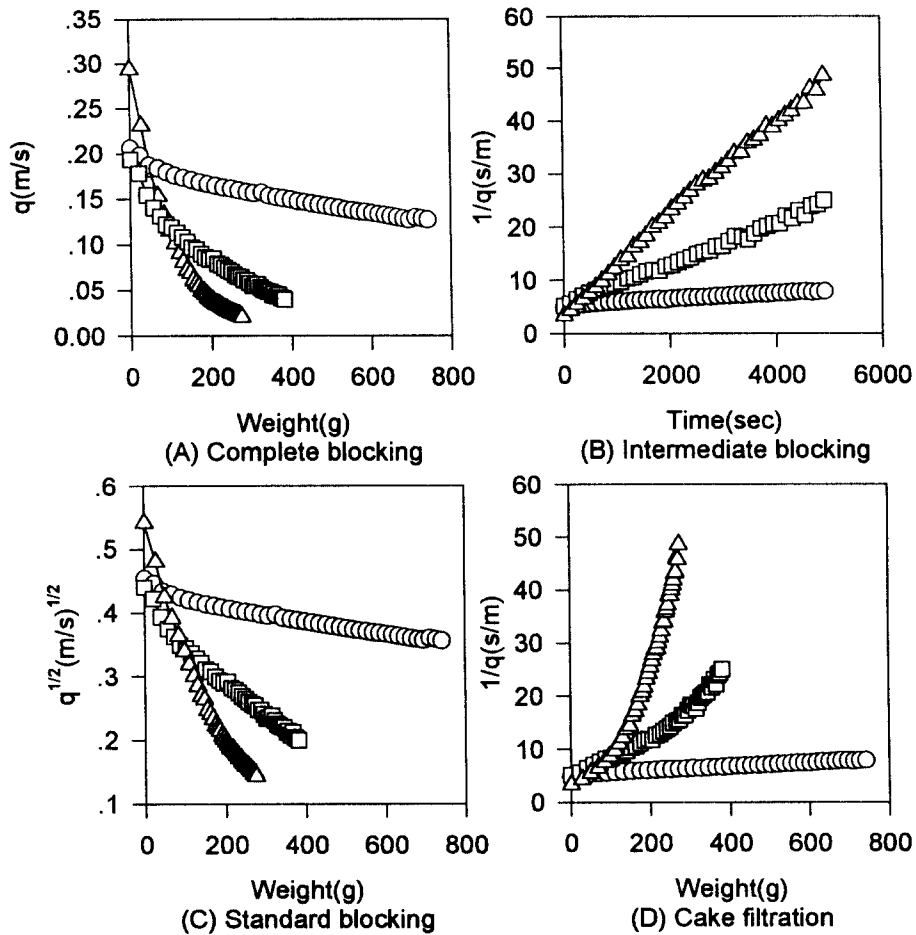 .35
.30
.25
.20
.15
.10
.05
0.00
q(m/s)
0 200 400 600 800
Weight(g)
(A) Complete blocking
60
50
40
30
20
10
0
1/q(s/m)
0 2000 4000 6000
Time(sec)
(B) Intermediate blocking
.6
.5
.4
.3
.2
.1
q^1/2(m/s)^1/2
0 200 400 600 800
Weight(g)
(C) Standard blocking
60
50
40
30
20
10
0
1/q(s/m)
0 200 400 600 800
Weight(g)
(D) Cake filtration